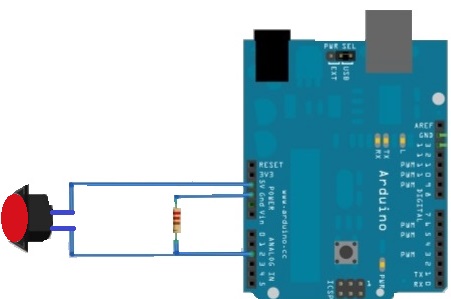 PWR SEL
EXT
USB
AREF
GND
13
12
11
10
9
8
7
6
5
4
3
2
1
0
PWM
PWM
PWM
PWM
PWM
PWM
TX
RX
DIGITAL
RX
TX
L
Arduino
www.arduino.cc
RESET
3V3
5V
Gnd
Vin
POWER
0
1
2
3
4
5
ANALOG IN
ICSP
1
PWR